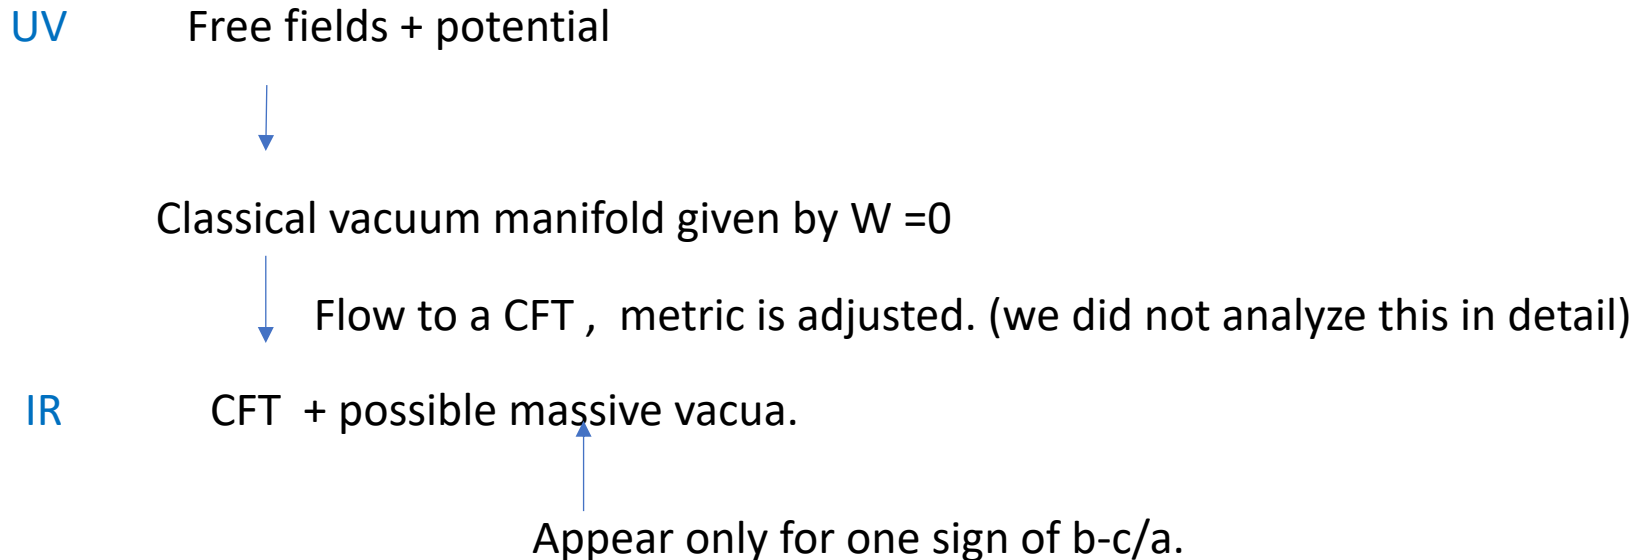 UV Free fields + potential
Classical vacuum manifold given by W =0
Flow to a CFT , metric is adjusted. (we did not analyze this in detail)
IR CFT + possible massive vacua.
Appear only for one sign of b-c/a.